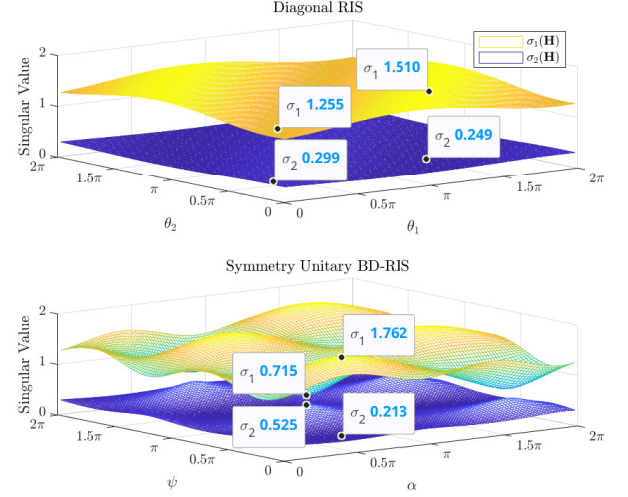 Diagonal RIS
σ₁(H)
σ₂(H)
Singular Value
2
1
0
σ₁ 1.510
σ₁ 1.255
σ₂ 0.299
σ₂ 0.249
2π
1.5π
π
0.5π
0
θ₂
0
0.5π
π
1.5π
2π
θ₁
Symmetry Unitary BD-RIS
Singular Value
2
1
0
σ₁ 1.762
σ₁ 0.715
σ₂ 0.525
σ₂ 0.213
2π
1.5π
π
0.5π
0
ψ
0
0.5π
π
1.5π
2π
α